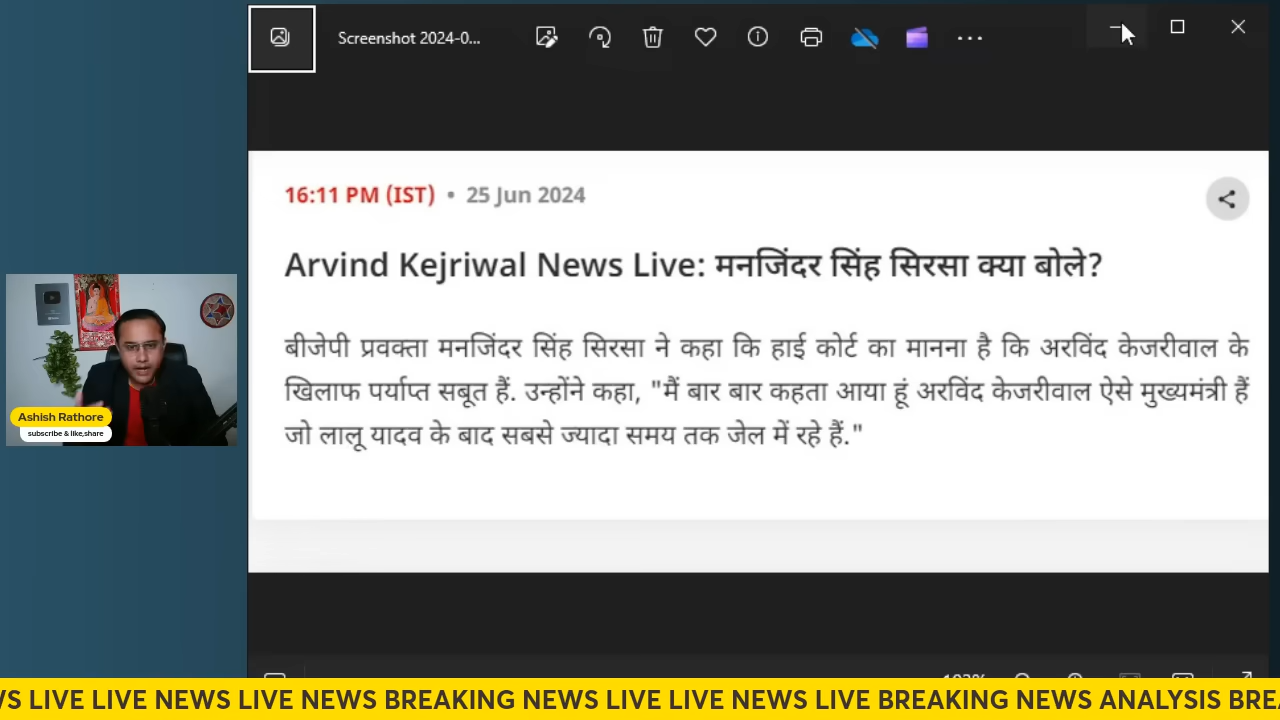 Screenshot 2024-0...
16:11 PM (IST) • 25 Jun 2024
Arvind Kejriwal News Live: मनजिंदर सिंह सिरसा क्या बोले?
बीजेपी प्रवक्ता मनजिंदर सिंह सिरसा ने कहा कि हाई कोर्ट का मानना है कि अरविंद केजरीवाल के
खिलाफ पर्याप्त सबूत हैं. उन्होंने कहा, "मैं बार बार कहता आया हूं अरविंद केजरीवाल ऐसे मुख्यमंत्री हैं
जो लालू यादव के बाद सबसे ज्यादा समय तक जेल में रहे हैं."
Ashish Rathore
subscribe & like,share
WS LIVE LIVE NEWS LIVE NEWS BREAKING NEWS LIVE LIVE NEWS LIVE BREAKING NEWS ANALYSIS BREA